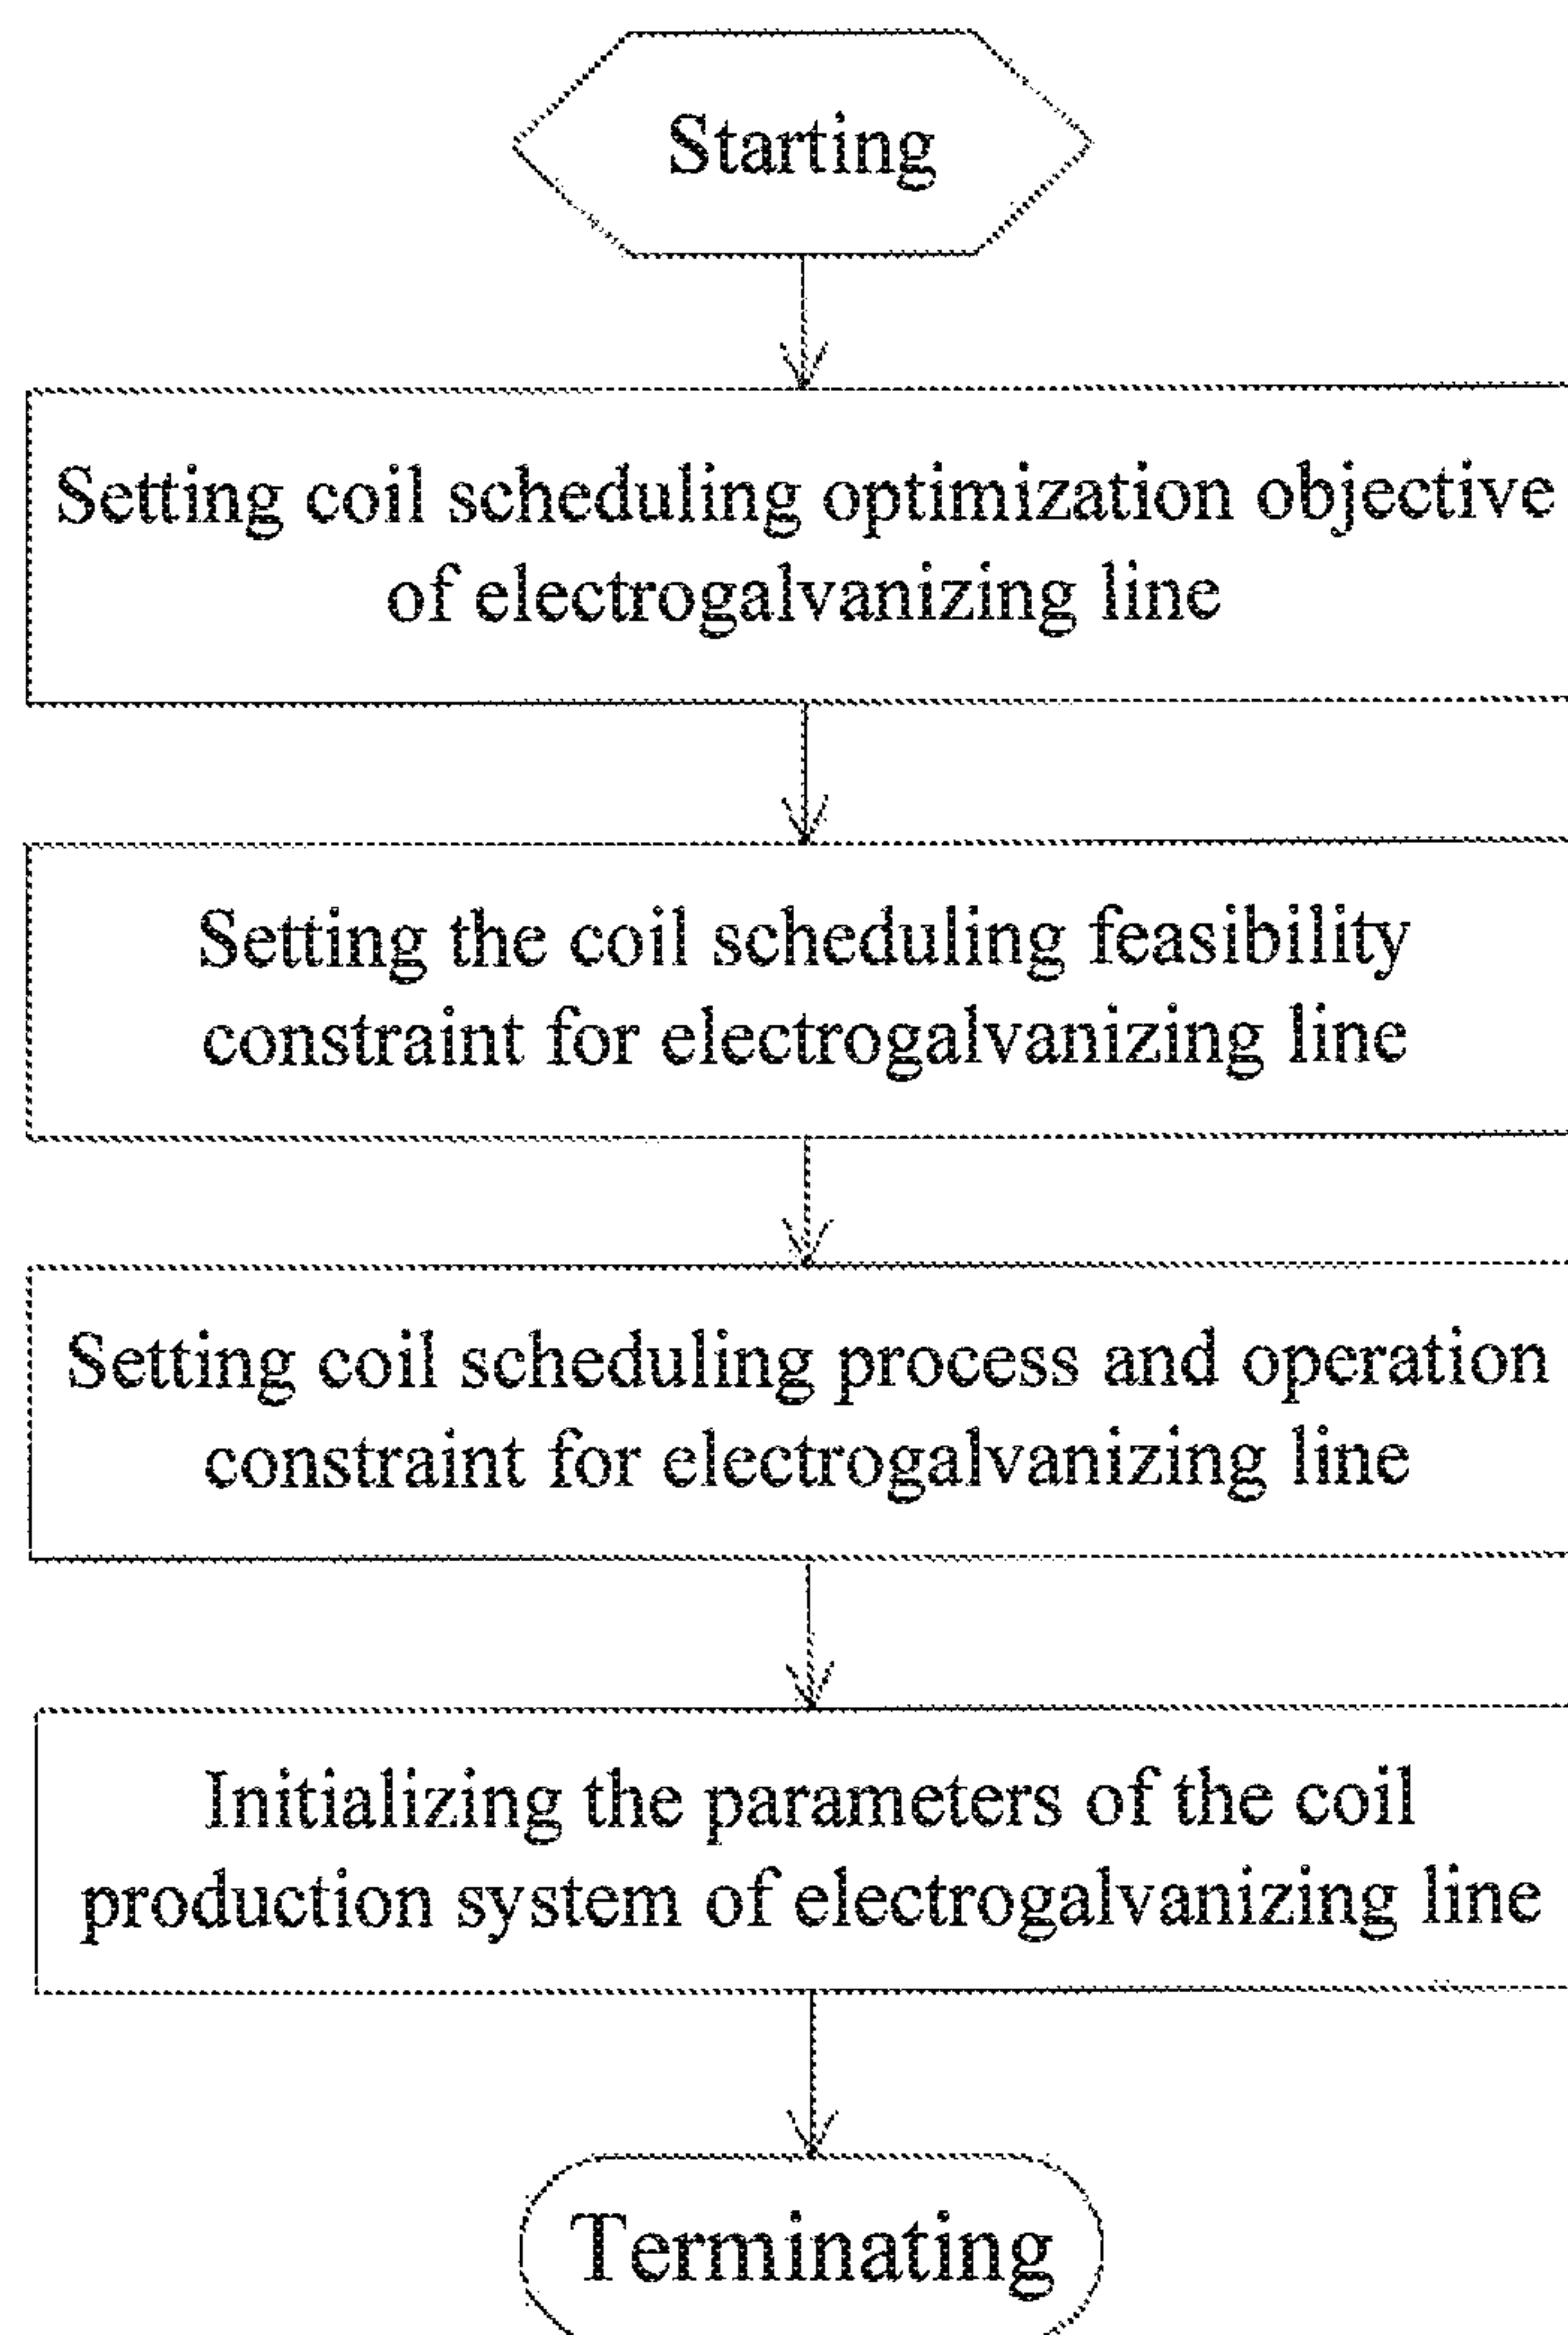 Starting
Setting coil scheduling optimization objective
of electrogalvanizing line
Setting the coil scheduling feasibility
constraint for electrogalvanizing line
Setting coil scheduling process and operation
constraint for electrogalvanizing line
Initializing the parameters of the coil
production system of electrogalvanizing line
Terminating